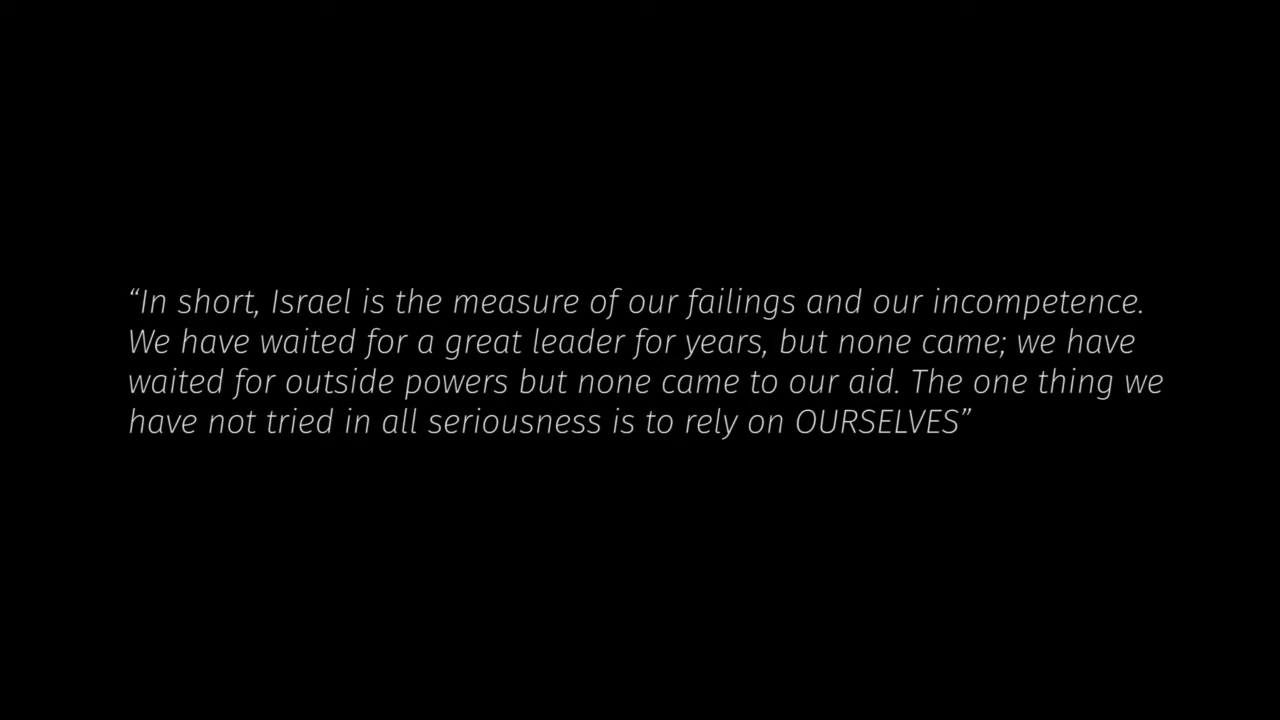 “In short, Israel is the measure of our failings and our incompetence.
We have waited for a great leader for years, but none came; we have
waited for outside powers but none came to our aid. The one thing we
have not tried in all seriousness is to rely on OURSELVES”